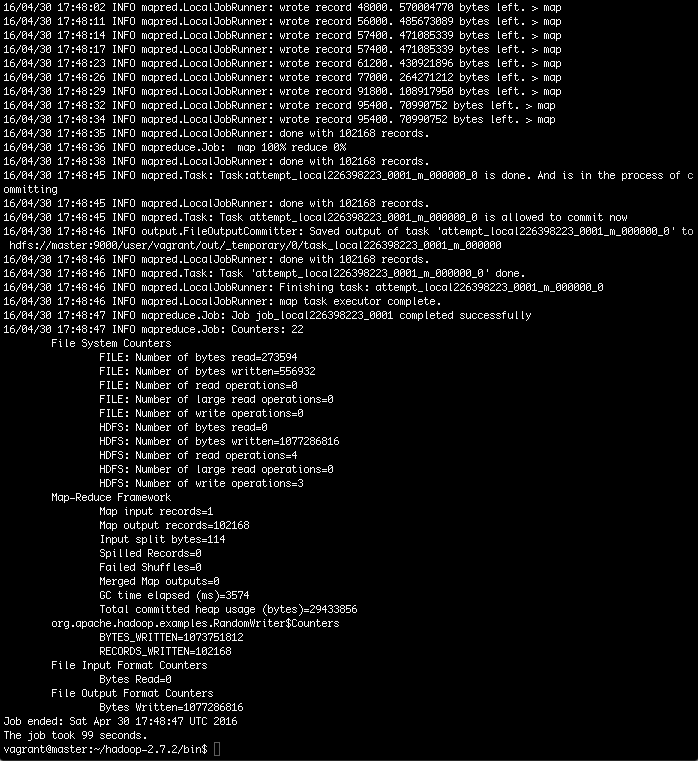 16/04/30 17:48:02 INFO mapred.LocalJobRunner: wrote record 48000. 570004770 bytes left. > map
16/04/30 17:48:11 INFO mapred.LocalJobRunner: wrote record 56000. 485673089 bytes left. > map
16/04/30 17:48:14 INFO mapred.LocalJobRunner: wrote record 57400. 471085339 bytes left. > map
16/04/30 17:48:17 INFO mapred.LocalJobRunner: wrote record 57400. 471085339 bytes left. > map
16/04/30 17:48:23 INFO mapred.LocalJobRunner: wrote record 61200. 430921896 bytes left. > map
16/04/30 17:48:26 INFO mapred.LocalJobRunner: wrote record 77000. 264271212 bytes left. > map
16/04/30 17:48:29 INFO mapred.LocalJobRunner: wrote record 91800. 108917950 bytes left. > map
16/04/30 17:48:32 INFO mapred.LocalJobRunner: wrote record 95400. 70990752 bytes left. > map
16/04/30 17:48:34 INFO mapred.LocalJobRunner: wrote record 95400. 70990752 bytes left. > map
16/04/30 17:48:35 INFO mapred.LocalJobRunner: done with 102168 records.
16/04/30 17:48:36 INFO mapreduce.Job:  map 100% reduce 0%
16/04/30 17:48:38 INFO mapred.LocalJobRunner: done with 102168 records.
16/04/30 17:48:45 INFO mapred.Task: Task:attempt_local226398223_0001_m_000000_0 is done. And is in the process of c
ommitting
16/04/30 17:48:45 INFO mapred.LocalJobRunner: done with 102168 records.
16/04/30 17:48:45 INFO mapred.Task: Task attempt_local226398223_0001_m_000000_0 is allowed to commit now
16/04/30 17:48:46 INFO output.FileOutputCommitter: Saved output of task 'attempt_local226398223_0001_m_000000_0' to
 hdfs://master:9000/user/vagrant/out/_temporary/0/task_local226398223_0001_m_000000
16/04/30 17:48:46 INFO mapred.LocalJobRunner: done with 102168 records.
16/04/30 17:48:46 INFO mapred.Task: Task 'attempt_local226398223_0001_m_000000_0' done.
16/04/30 17:48:46 INFO mapred.LocalJobRunner: Finishing task: attempt_local226398223_0001_m_000000_0
16/04/30 17:48:46 INFO mapred.LocalJobRunner: map task executor complete.
16/04/30 17:48:47 INFO mapreduce.Job: Job job_local226398223_0001 completed successfully
16/04/30 17:48:47 INFO mapreduce.Job: Counters: 22
File System Counters
FILE: Number of bytes read=273594
FILE: Number of bytes written=556932
FILE: Number of read operations=0
FILE: Number of large read operations=0
FILE: Number of write operations=0
HDFS: Number of bytes read=0
HDFS: Number of bytes written=1077286816
HDFS: Number of read operations=4
HDFS: Number of large read operations=0
HDFS: Number of write operations=3
Map-Reduce Framework
Map input records=1
Map output records=102168
Input split bytes=114
Spilled Records=0
Failed Shuffles=0
Merged Map outputs=0
GC time elapsed (ms)=3574
Total committed heap usage (bytes)=29433856
org.apache.hadoop.examples.RandomWriter$Counters
BYTES_WRITTEN=1073751812
RECORDS_WRITTEN=102168
File Input Format Counters
Bytes Read=0
File Output Format Counters
Bytes Written=1077286816
Job ended: Sat Apr 30 17:48:47 UTC 2016
The job took 99 seconds.
vagrant@master:~/hadoop-2.7.2/bin$